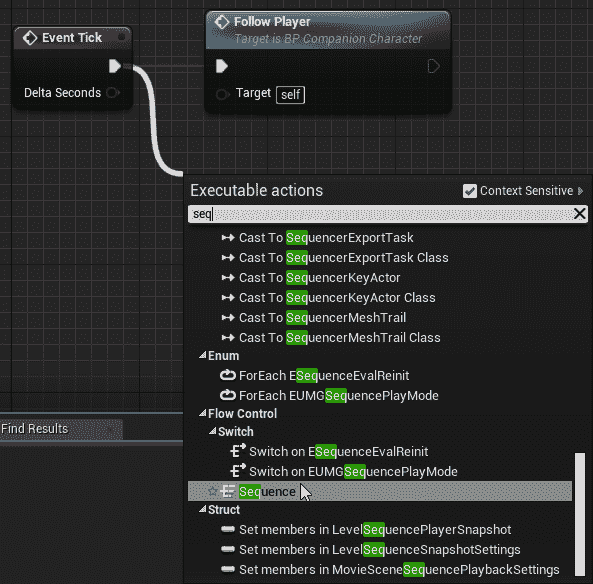 Event Tick
Delta Seconds
Follow Player
Target is BP Companion Character
Target self
Executable actions
Context Sensitive
seq
Cast To SequencerExportTask
Cast To SequencerExportTask Class
Cast To SequencerKeyActor
Cast To SequencerKeyActor Class
Cast To SequencerMeshTrail
Cast To SequencerMeshTrail Class
Enum
ForEach ESequenceEvalReinit
ForEach EUMGSequencePlayMode
Flow Control
Switch
Switch on ESequenceEvalReinit
Switch on EUMGSequencePlayMode
Sequence
Struct
Set members in LevelSequencePlayerSnapshot
Set members in LevelSequenceSnapshotSettings
Set members in MovieSceneSequencePlaybackSettings
Find Results